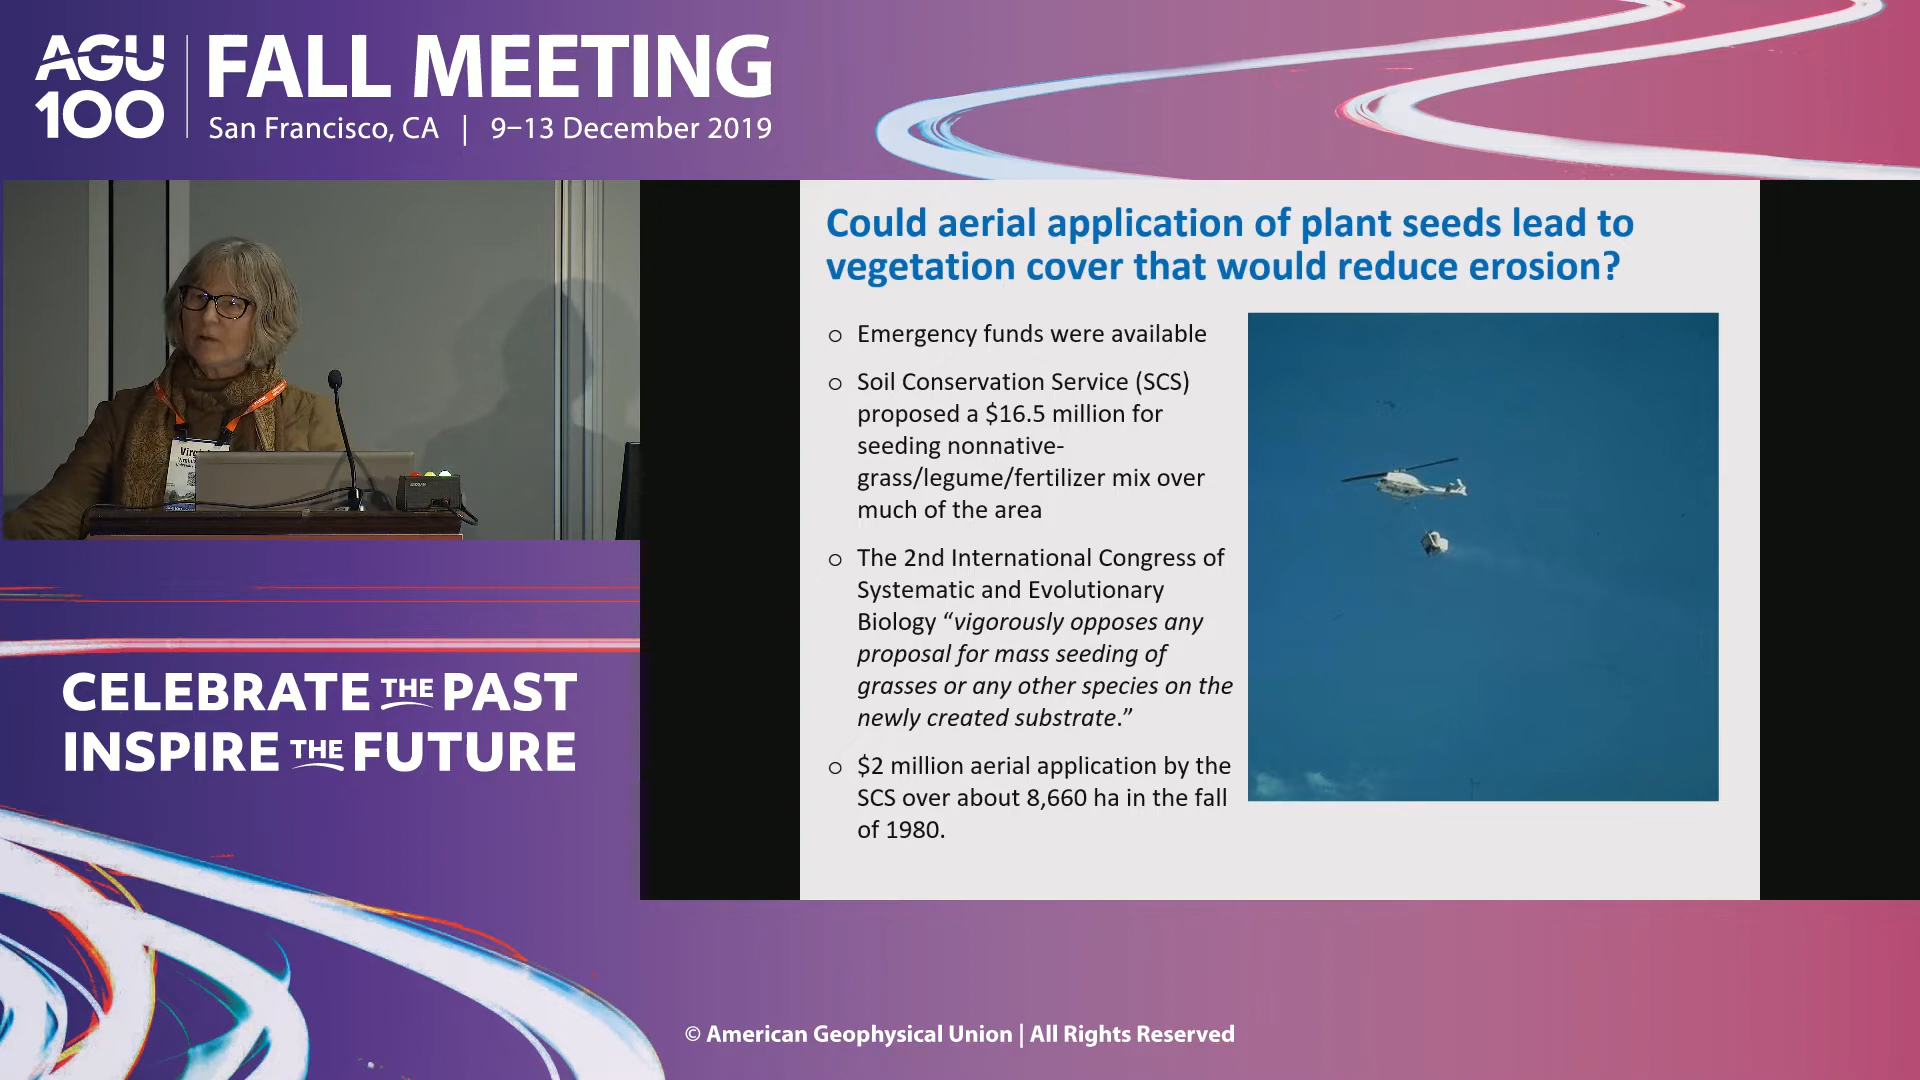 AGU
100
FALL MEETING
San Francisco, CA | 9–13 December 2019
Could aerial application of plant seeds lead to
vegetation cover that would reduce erosion?
o Emergency funds were available
o Soil Conservation Service (SCS)
proposed a $16.5 million for
seeding nonnative-
grass/legume/fertilizer mix over
much of the area
o The 2nd International Congress of
Systematic and Evolutionary
Biology “vigorously opposes any
proposal for mass seeding of
grasses or any other species on the
newly created substrate.”
o $2 million aerial application by the
SCS over about 8,660 ha in the fall
of 1980.
CELEBRATE THE PAST
INSPIRE THE FUTURE
© American Geophysical Union | All Rights Reserved